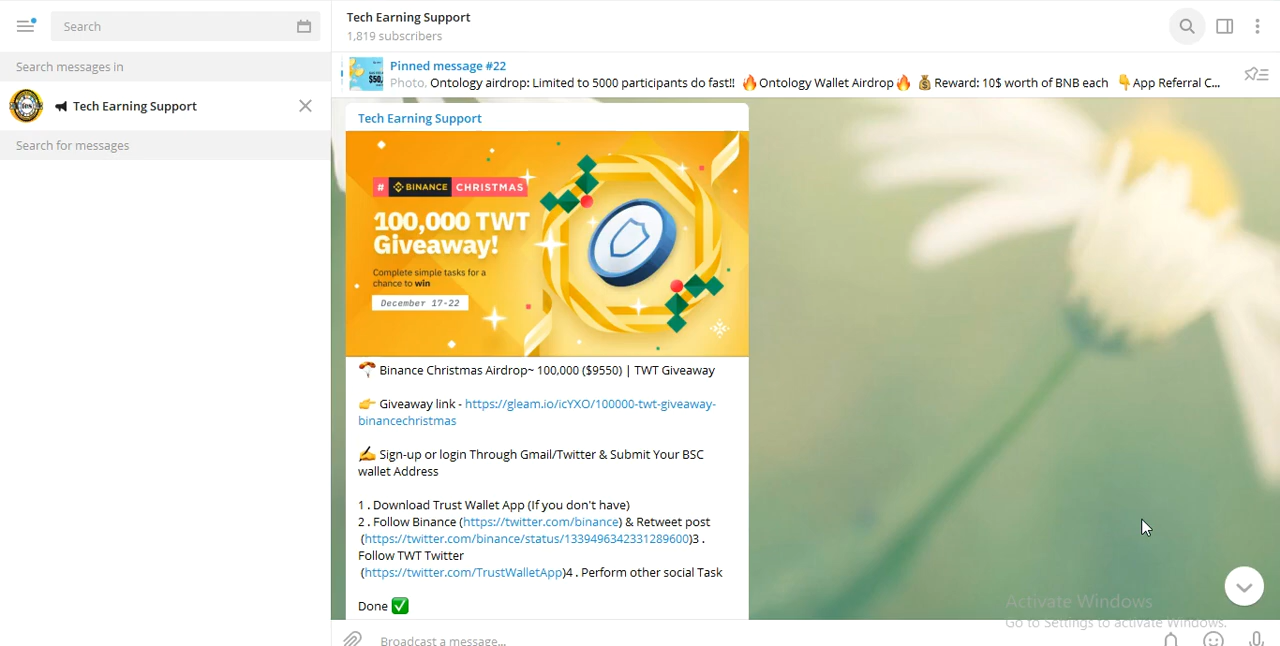 Search
Search messages in
Tech Earning Support
Search for messages
Tech Earning Support
1,819 subscribers
Pinned message #22
Photo, Ontology airdrop: Limited to 5000 participants do fast!! 🔥Ontology Wallet Airdrop🔥 💰Reward: 10$ worth of BNB each 👇App Referral C...
Tech Earning Support
# BINANCE CHRISTMAS
100,000 TWT
Giveaway!
Complete simple tasks for a
chance to win
December 17-22
🪂 Binance Christmas Airdrop~ 100,000 ($9550) | TWT Giveaway
👉 Giveaway link - https://gleam.io/icYXO/100000-twt-giveaway-
binancechristmas
✍️ Sign-up or login Through Gmail/Twitter & Submit Your BSC
wallet Address
1 . Download Trust Wallet App (If you don't have)
2 . Follow Binance (https://twitter.com/binance) & Retweet post
(https://twitter.com/binance/status/1339496342331289600)3 .
Follow TWT Twitter
(https://twitter.com/TrustWalletApp)4 . Perform other social Task
Done ✅
Activate Windows
Go to Settings to activate Windows.
Broadcast a message...